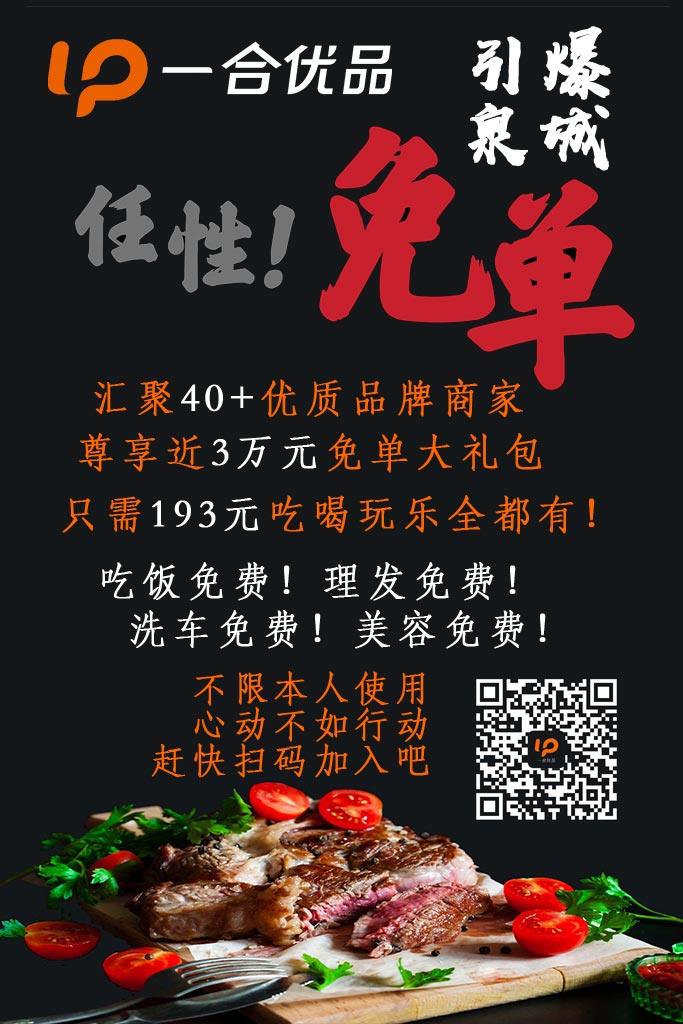 一合优品
引爆
泉城
任性!
免单
汇聚40+优质品牌商家
尊享近3万元免单大礼包
只需193元吃喝玩乐全都有!
吃饭免费!理发免费!
洗车免费!美容免费!
不限本人使用
心动不如行动
赶快扫码加入吧
一合优品